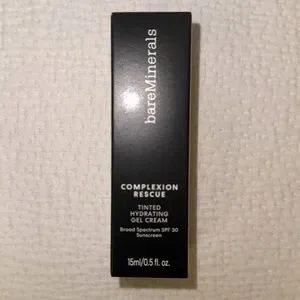 bareMinerals
COMPLEXION
RESCUE
TINTED
HYDRATING
GEL CREAM
Broad Spectrum SPF 30
Sunscreen
15ml/0.5 fl. oz.